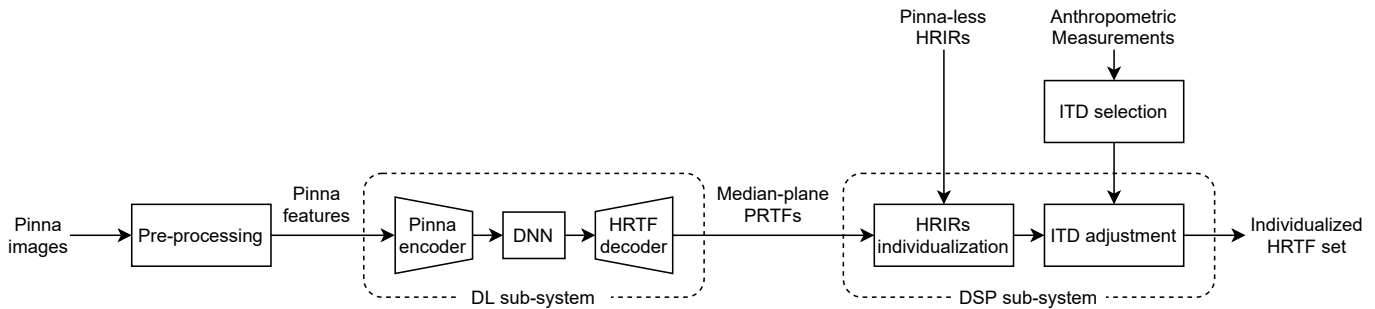 Pinna-less
HRIRs
Anthropometric
Measurements
ITD selection
Pinna
images
Pre-processing
Pinna
features
Pinna
encoder
DNN
HRTF
decoder
DL sub-system
Median-plane
PRTFs
HRIRs
individualization
ITD adjustment
DSP sub-system
Individualized
HRTF set